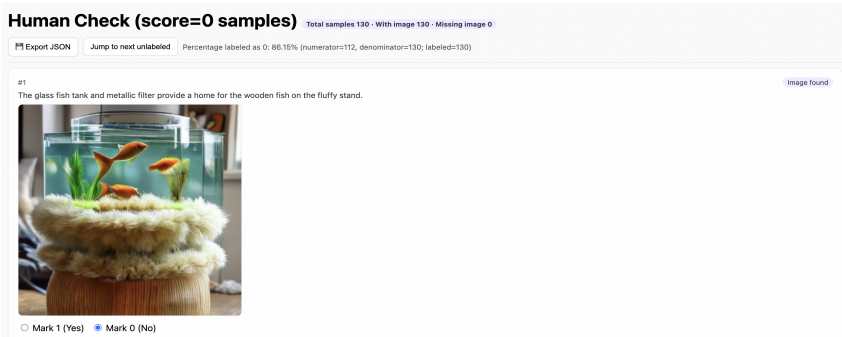 Human Check (score=0 samples) Total samples 130 · With image 130 · Missing image 0
💾 Export JSON Jump to next unlabeled Percentage labeled as 0: 86.15% (numerator=112, denominator=130; labeled=130)
#1 Image found
The glass fish tank and metallic filter provide a home for the wooden fish on the fluffy stand.
Mark 1 (Yes) Mark 0 (No)